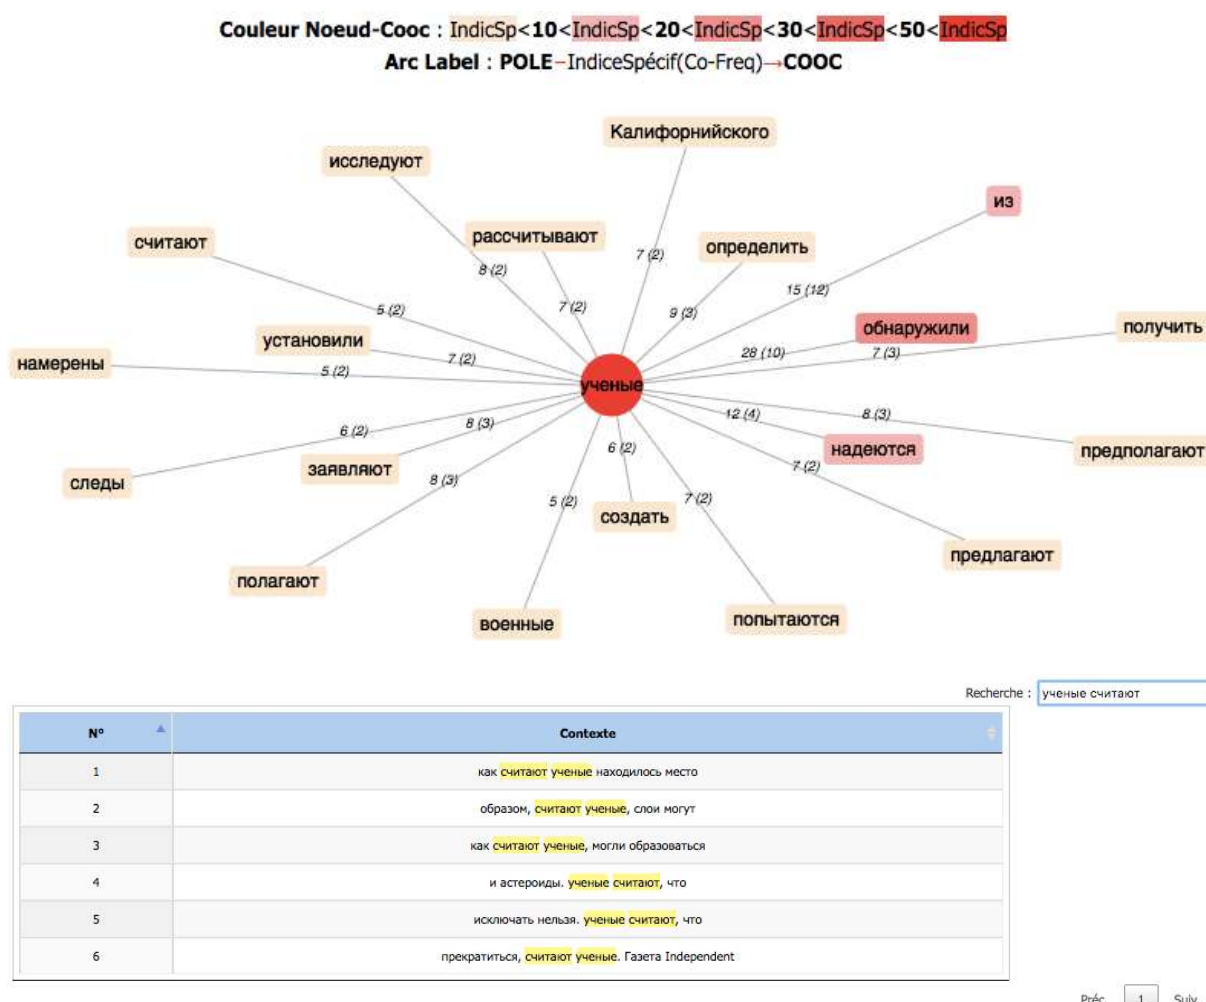 Couleur Noeud-Cooc : IndicSp<10<IndicSp<20<IndicSp<30<IndicSp<50<IndicSp
Arc Label : POLE–IndiceSpécif(Co-Freq)→COOC
Калифорнийского
исследуют
из
считают
рассчитывают
определить
7 (2)
8 (2)
15 (12)
5 (2)
7 (2)
9 (3)
обнаружили
получить
установили
28 (10)
7 (3)
намерены
7 (2)
5 (2)
ученые
12 (4)
8 (3)
6 (2)
8 (3)
6 (2)
надеются
предполагают
следы
заявляют
7 (2)
8 (3)
5 (2)
7 (2)
создать
предлагают
полагают
военные
попытаются
Recherche : ученые считают
N° Contexte
1 как считают ученые находилось место
2 образом, считают ученые, слои могут
3 как считают ученые, могли образоваться
4 и астероиды. ученые считают, что
5 исключать нельзя. ученые считают, что
6 прекратиться, считают ученые. Газета Independent
Préc 1 Suiv